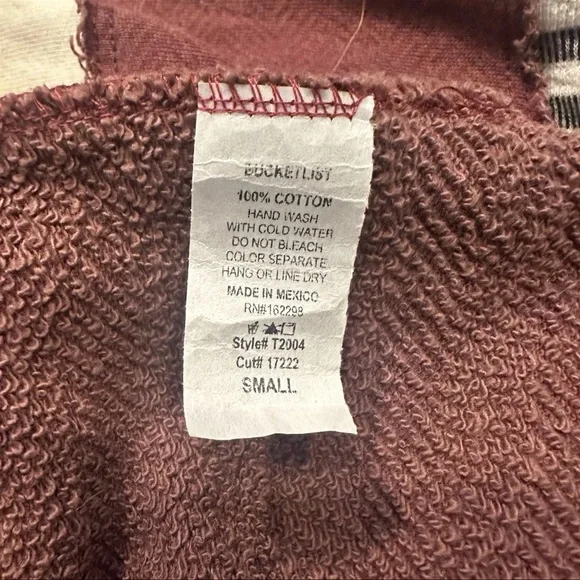 BUCKETLIST
100% COTTON
HAND WASH
WITH COLD WATER
DO NOT BLEACH
COLOR SEPARATE
HANG OR LINE DRY
MADE IN MEXICO
RN#162298
Style# T2004
Cut# 17222
SMALL